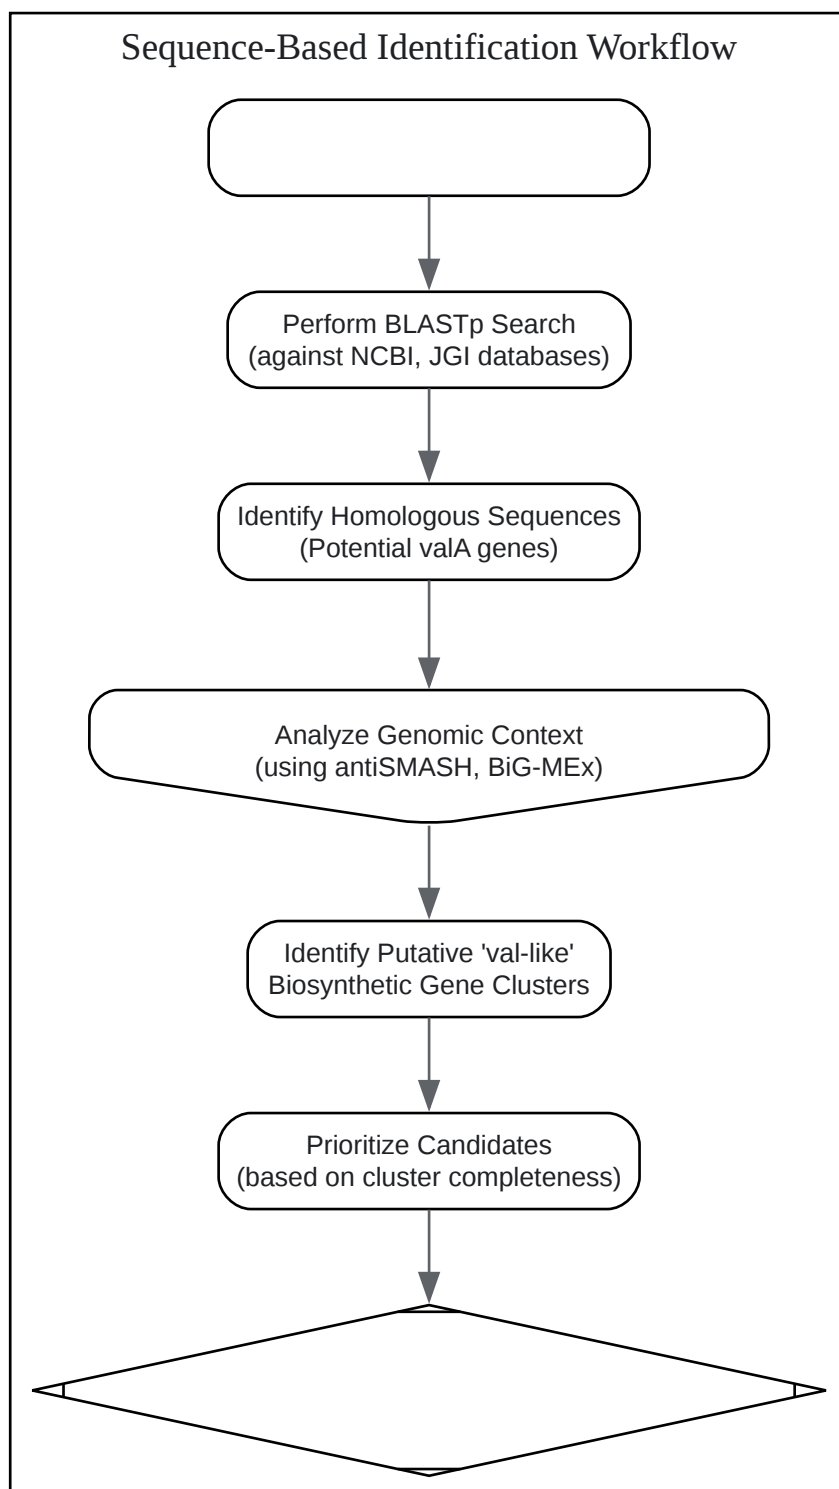 Sequence-Based Identification Workflow
Perform BLASTp Search
(against NCBI, JGI databases)
Identify Homologous Sequences
(Potential valA genes)
Analyze Genomic Context
(using antiSMASH, BiG-MEx)
Identify Putative 'val-like'
Biosynthetic Gene Clusters
Prioritize Candidates
(based on cluster completeness)